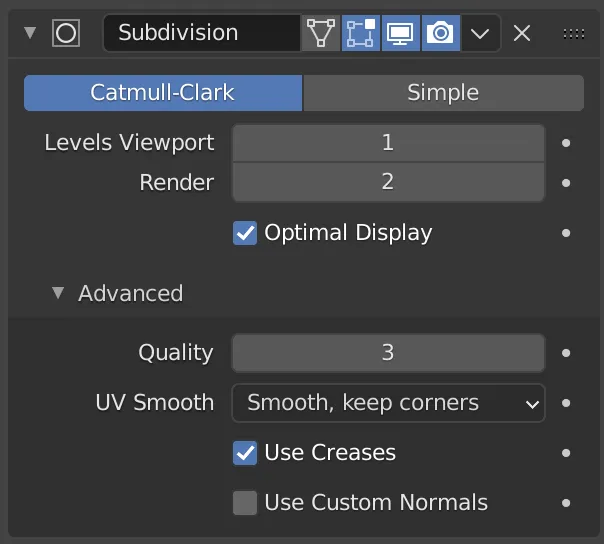 Subdivision
Catmull-Clark Simple
Levels Viewport 1
Render 2
Optimal Display
Advanced
Quality 3
UV Smooth Smooth, keep corners
Use Creases
Use Custom Normals